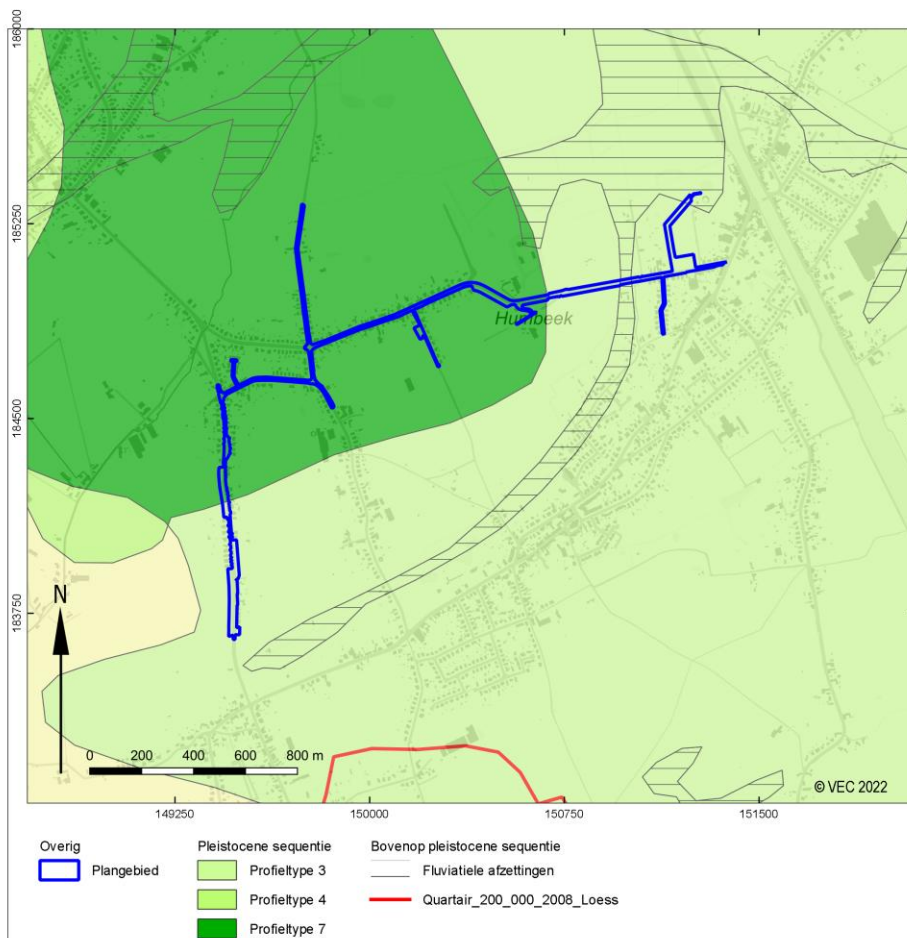 186000
185250
184500
183750
Humbeek
N
0 200 400 600 800 m
© VEC 2022
149250 150000 150750 151500
Overig
Plangebied
Pleistocene sequentie
Profieltype 3
Profieltype 4
Profieltype 7
Bovenop pleistocene sequentie
Fluviatiele afzettingen
Quartair_200_000_2008_Loess